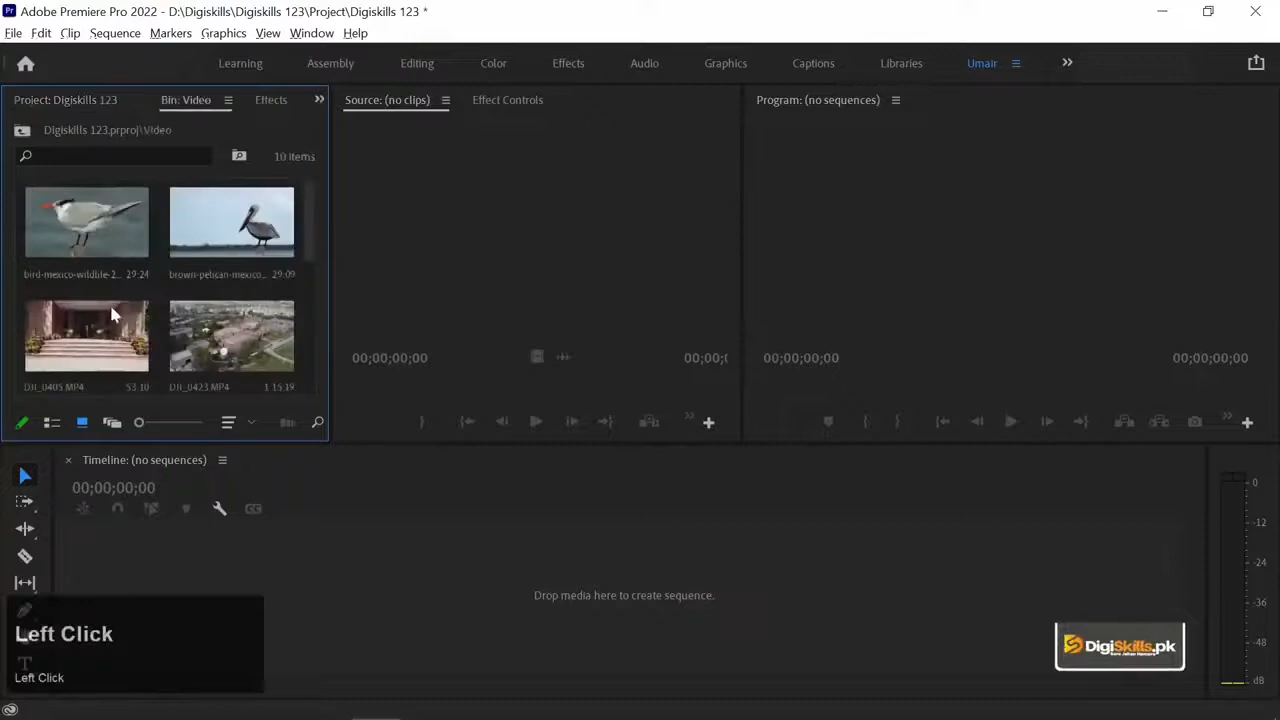 Adobe Premiere Pro 2022 - D:\Digiskills\Digiskills 123\Project\Digiskills 123 *
File Edit Clip Sequence Markers Graphics View Window Help
Learning Assembly Editing Color Effects Audio Graphics Captions Libraries Umair
Project: Digiskills 123 Bin: Video Effects Source: (no clips) Effect Controls Program: (no sequences)
Digiskills 123.prproj\Video
10 Items
bird-mexico-wildlife-2... 29:24 brown-pelican-mexico... 29:09
00;00;00;00 00;00;( 00;00;00;00 00;00;00;00
DJI_0405.MP4 53:10 DJI_0423.MP4 1:15:19
Timeline: (no sequences)
00;00;00;00
0
-12
-24
-36
-48
dB
Drop media here to create sequence.
Left Click
Left Click
DigiSkills.pk